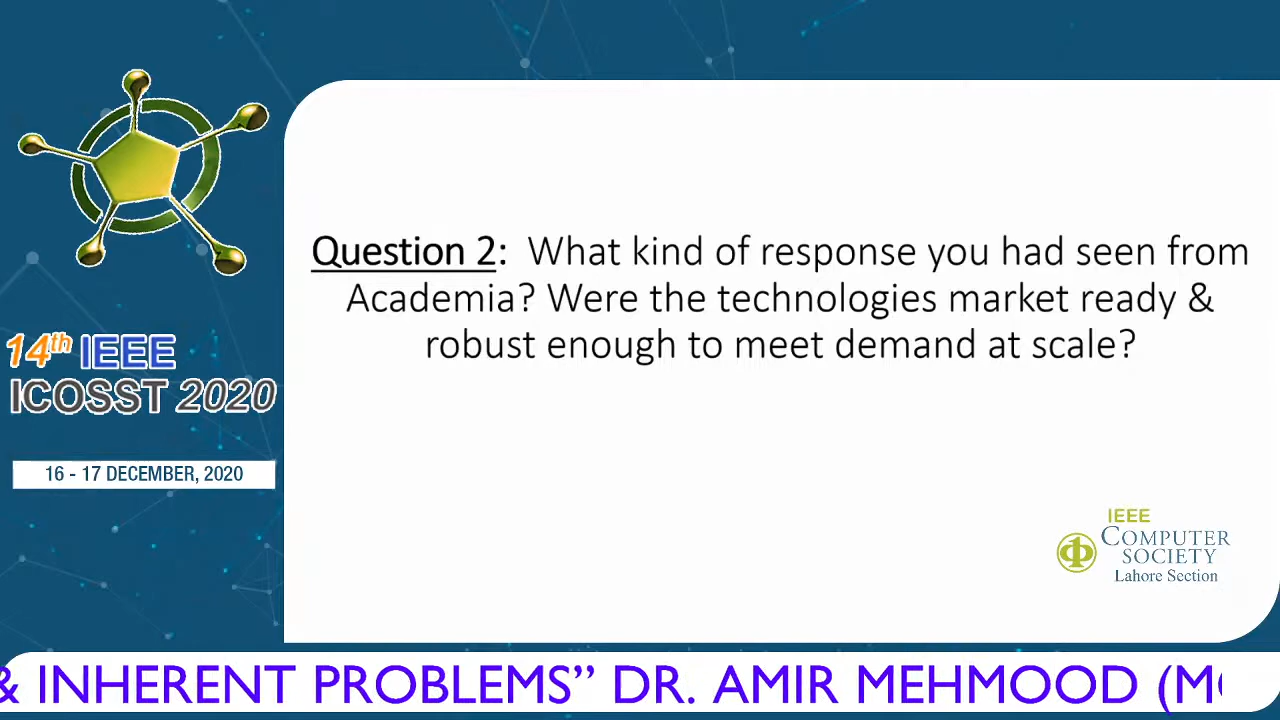 14th IEEE
ICOSST 2020
16 - 17 DECEMBER, 2020
Question 2:  What kind of response you had seen from
Academia? Were the technologies market ready &
robust enough to meet demand at scale?
IEEE
COMPUTER
SOCIETY
Lahore Section
& INHERENT PROBLEMS” DR. AMIR MEHMOOD (M